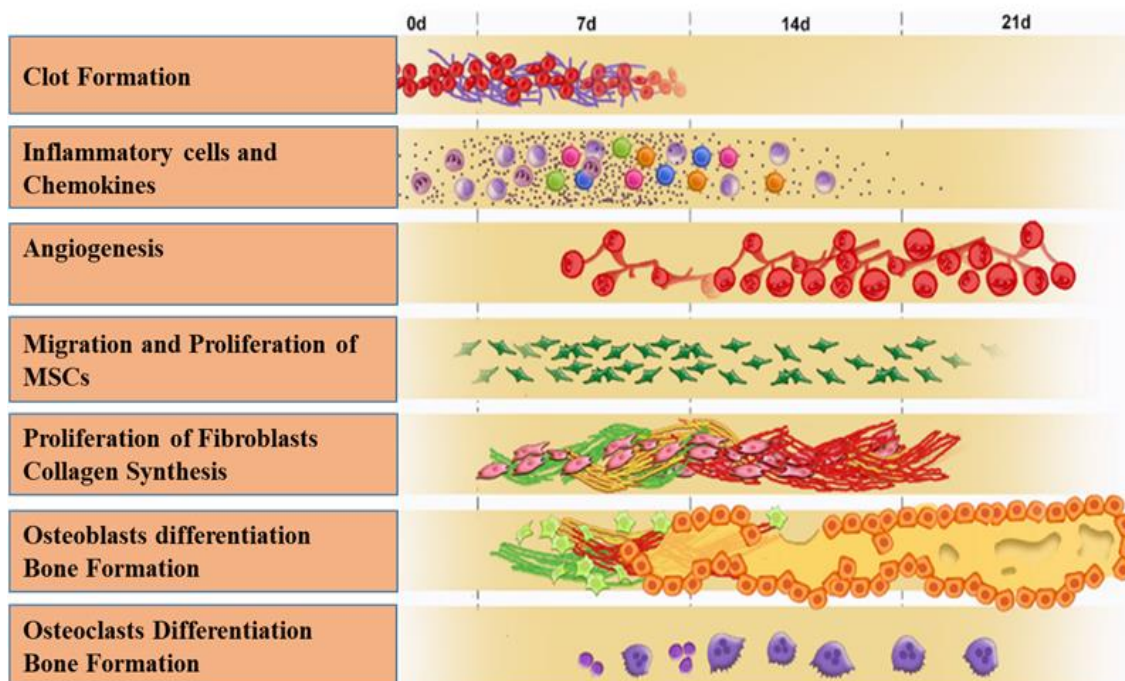 0d 7d 14d 21d
Clot Formation
Inflammatory cells and
Chemokines
Angiogenesis
Migration and Proliferation of
MSCs
Proliferation of Fibroblasts
Collagen Synthesis
Osteoblasts differentiation
Bone Formation
Osteoclasts Differentiation
Bone Formation